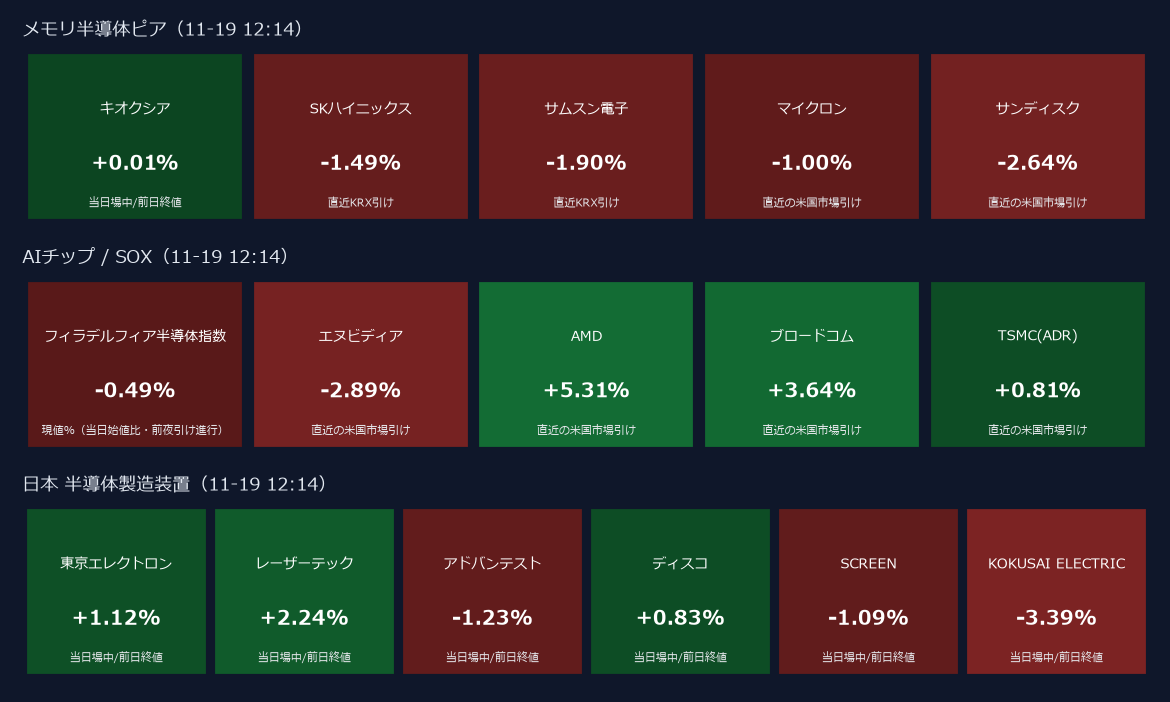 メモリ半導体ピア（11-19 12:14）
キオクシア
+0.01%
当日場中/前日終値
SKハイニックス
-1.49%
直近KRX引け
サムスン電子
-1.90%
直近KRX引け
マイクロン
-1.00%
直近の米国市場引け
サンディスク
-2.64%
直近の米国市場引け
AIチップ / SOX（11-19 12:14）
フィラデルフィア半導体指数
-0.49%
現値%（当日始値比・前夜引け進行）
エヌビディア
-2.89%
直近の米国市場引け
AMD
+5.31%
直近の米国市場引け
ブロードコム
+3.64%
直近の米国市場引け
TSMC(ADR)
+0.81%
直近の米国市場引け
日本 半導体製造装置（11-19 12:14）
東京エレクトロン
+1.12%
当日場中/前日終値
レーザーテック
+2.24%
当日場中/前日終値
アドバンテスト
-1.23%
当日場中/前日終値
ディスコ
+0.83%
当日場中/前日終値
SCREEN
-1.09%
当日場中/前日終値
KOKUSAI ELECTRIC
-3.39%
当日場中/前日終値